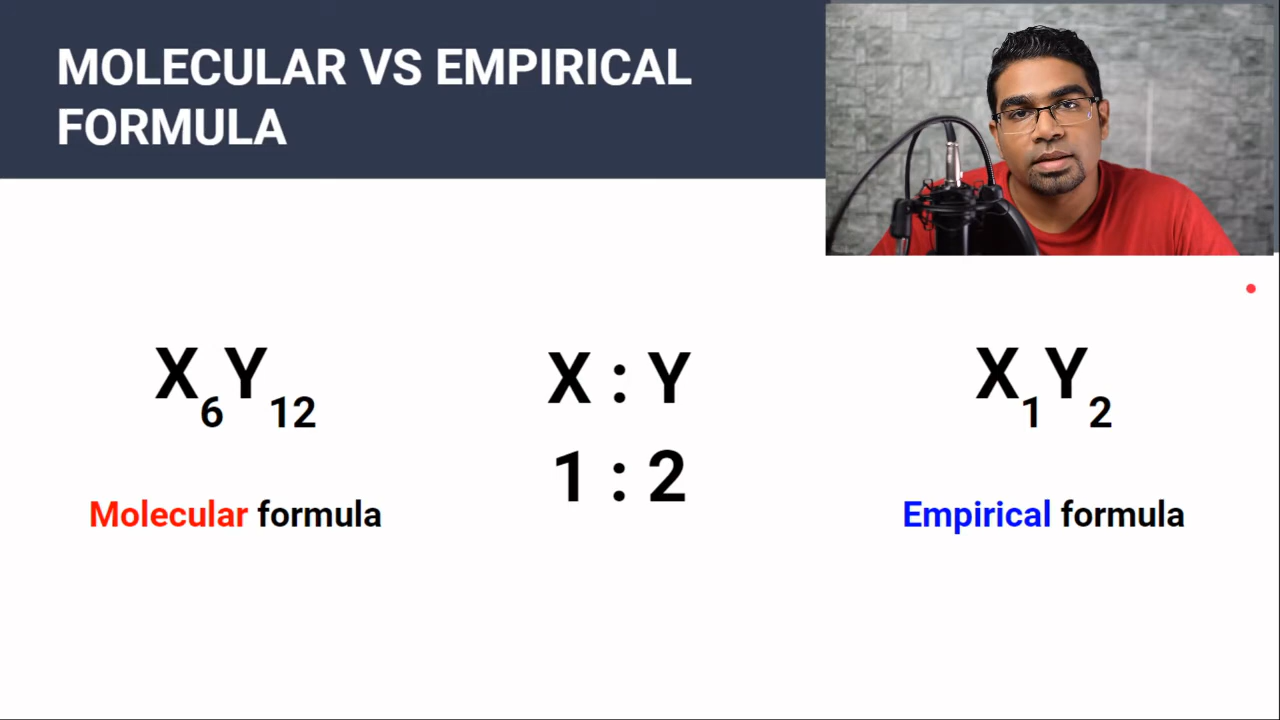 MOLECULAR VS EMPIRICAL
FORMULA
X₆Y₁₂
Molecular formula
X : Y
1 : 2
X₁Y₂
Empirical formula